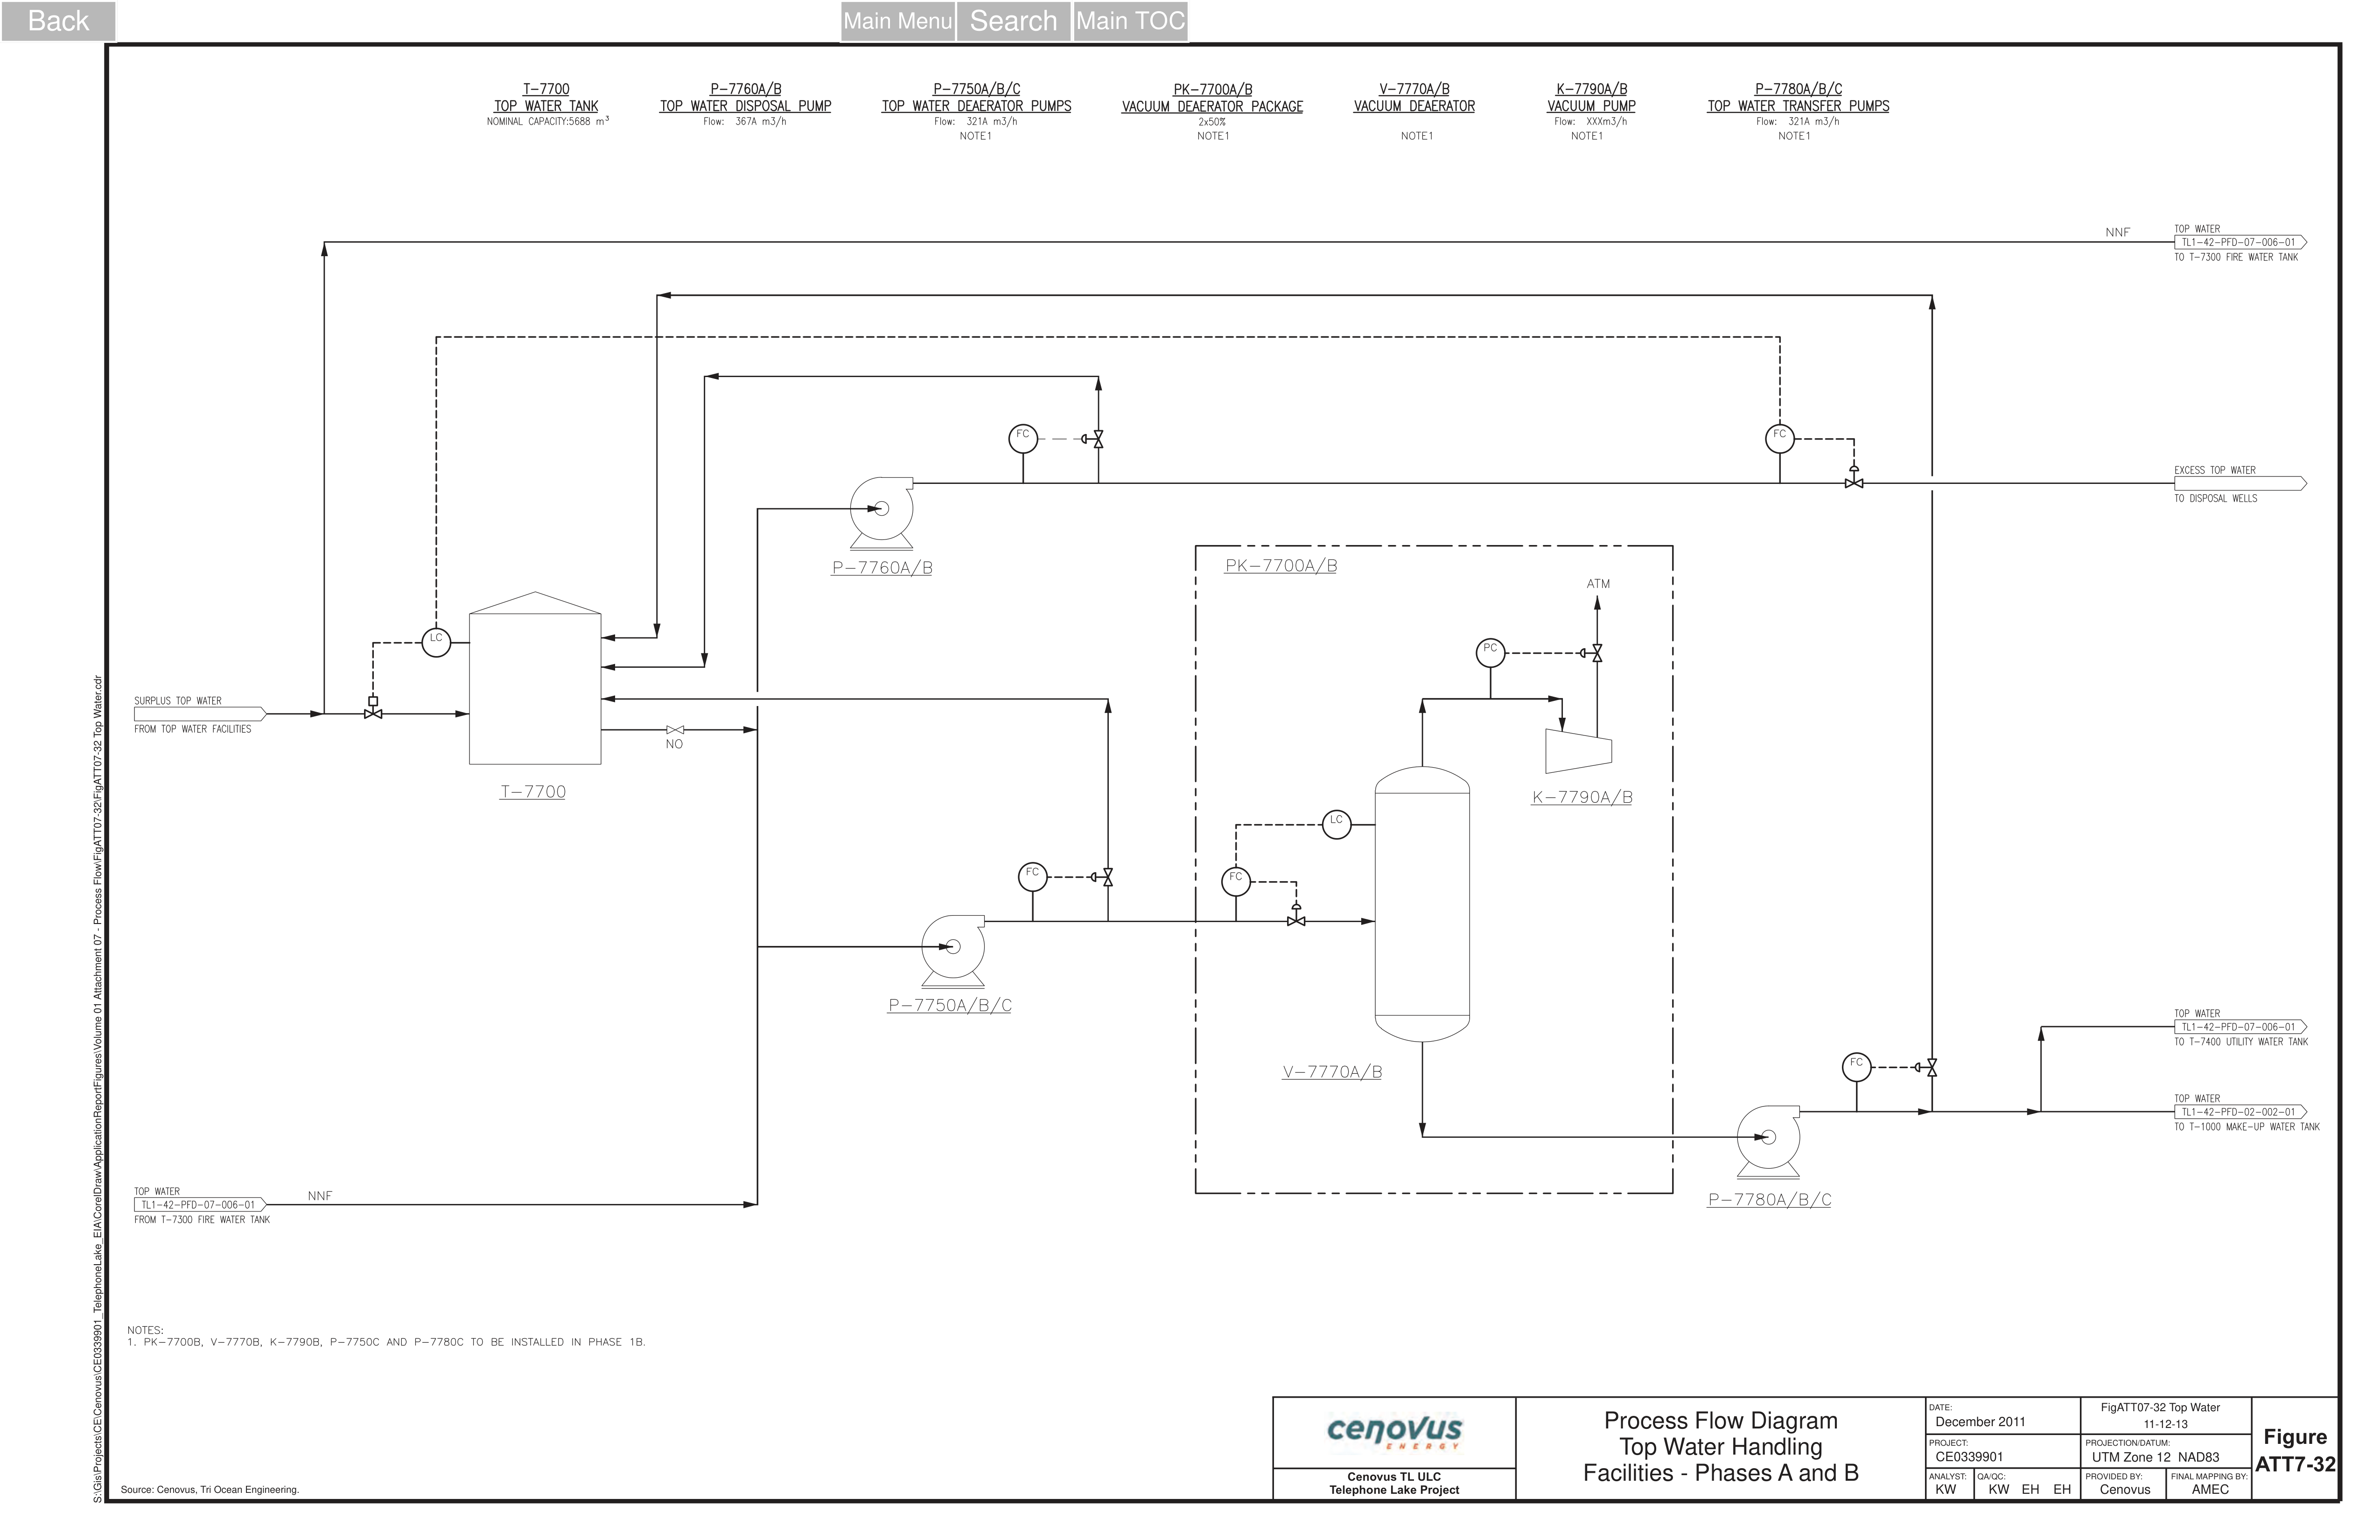 Back
Main Menu
Search
Main TOC
T-7700
TOP WATER TANK
NOMINAL CAPACITY:5688 m³
P-7760A/B
TOP WATER DISPOSAL PUMP
Flow: 367A m3/h
P-7750A/B/C
TOP WATER DEAERATOR PUMPS
Flow: 321A m3/h
NOTE1
PK-7700A/B
VACUUM DEAERATOR PACKAGE
2x50%
NOTE1
V-7770A/B
VACUUM DEAERATOR
NOTE1
K-7790A/B
VACUUM PUMP
Flow: XXXm3/h
NOTE1
P-7780A/B/C
TOP WATER TRANSFER PUMPS
Flow: 321A m3/h
NOTE1
NNF
TOP WATER
TL1-42-PFD-07-006-01
TO T-7300 FIRE WATER TANK
FC
FC
EXCESS TOP WATER
TO DISPOSAL WELLS
P-7760A/B
PK-7700A/B
ATM
LC
PC
SURPLUS TOP WATER
FROM TOP WATER FACILITIES
NO
T-7700
K-7790A/B
LC
FC
FC
P-7750A/B/C
V-7770A/B
FC
TOP WATER
TL1-42-PFD-07-006-01
TO T-7400 UTILITY WATER TANK
TOP WATER
TL1-42-PFD-02-002-01
TO T-1000 MAKE-UP WATER TANK
P-7780A/B/C
TOP WATER
TL1-42-PFD-07-006-01
FROM T-7300 FIRE WATER TANK
NNF
NOTES:
1. PK-7700B, V-7770B, K-7790B, P-7750C AND P-7780C TO BE INSTALLED IN PHASE 1B.
S:\Gis\Projects\CE\Cenovus\CE0339901_TelephoneLake_EIA\CorelDraw\ApplicationReportFigures\Volume 01 Attachment 07 - Process Flow\FigATT07-32\FigATT07-32 Top Water.cdr
Source: Cenovus, Tri Ocean Engineering.
cenovus
ENERGY
Cenovus TL ULC
Telephone Lake Project
Process Flow Diagram
Top Water Handling
Facilities - Phases A and B
DATE:
December 2011
PROJECT:
CE0339901
ANALYST:
KW
QA/QC:
KW EH EH
FigATT07-32 Top Water
11-12-13
PROJECTION/DATUM:
UTM Zone 12 NAD83
PROVIDED BY:
Cenovus
FINAL MAPPING BY:
AMEC
Figure
ATT7-32